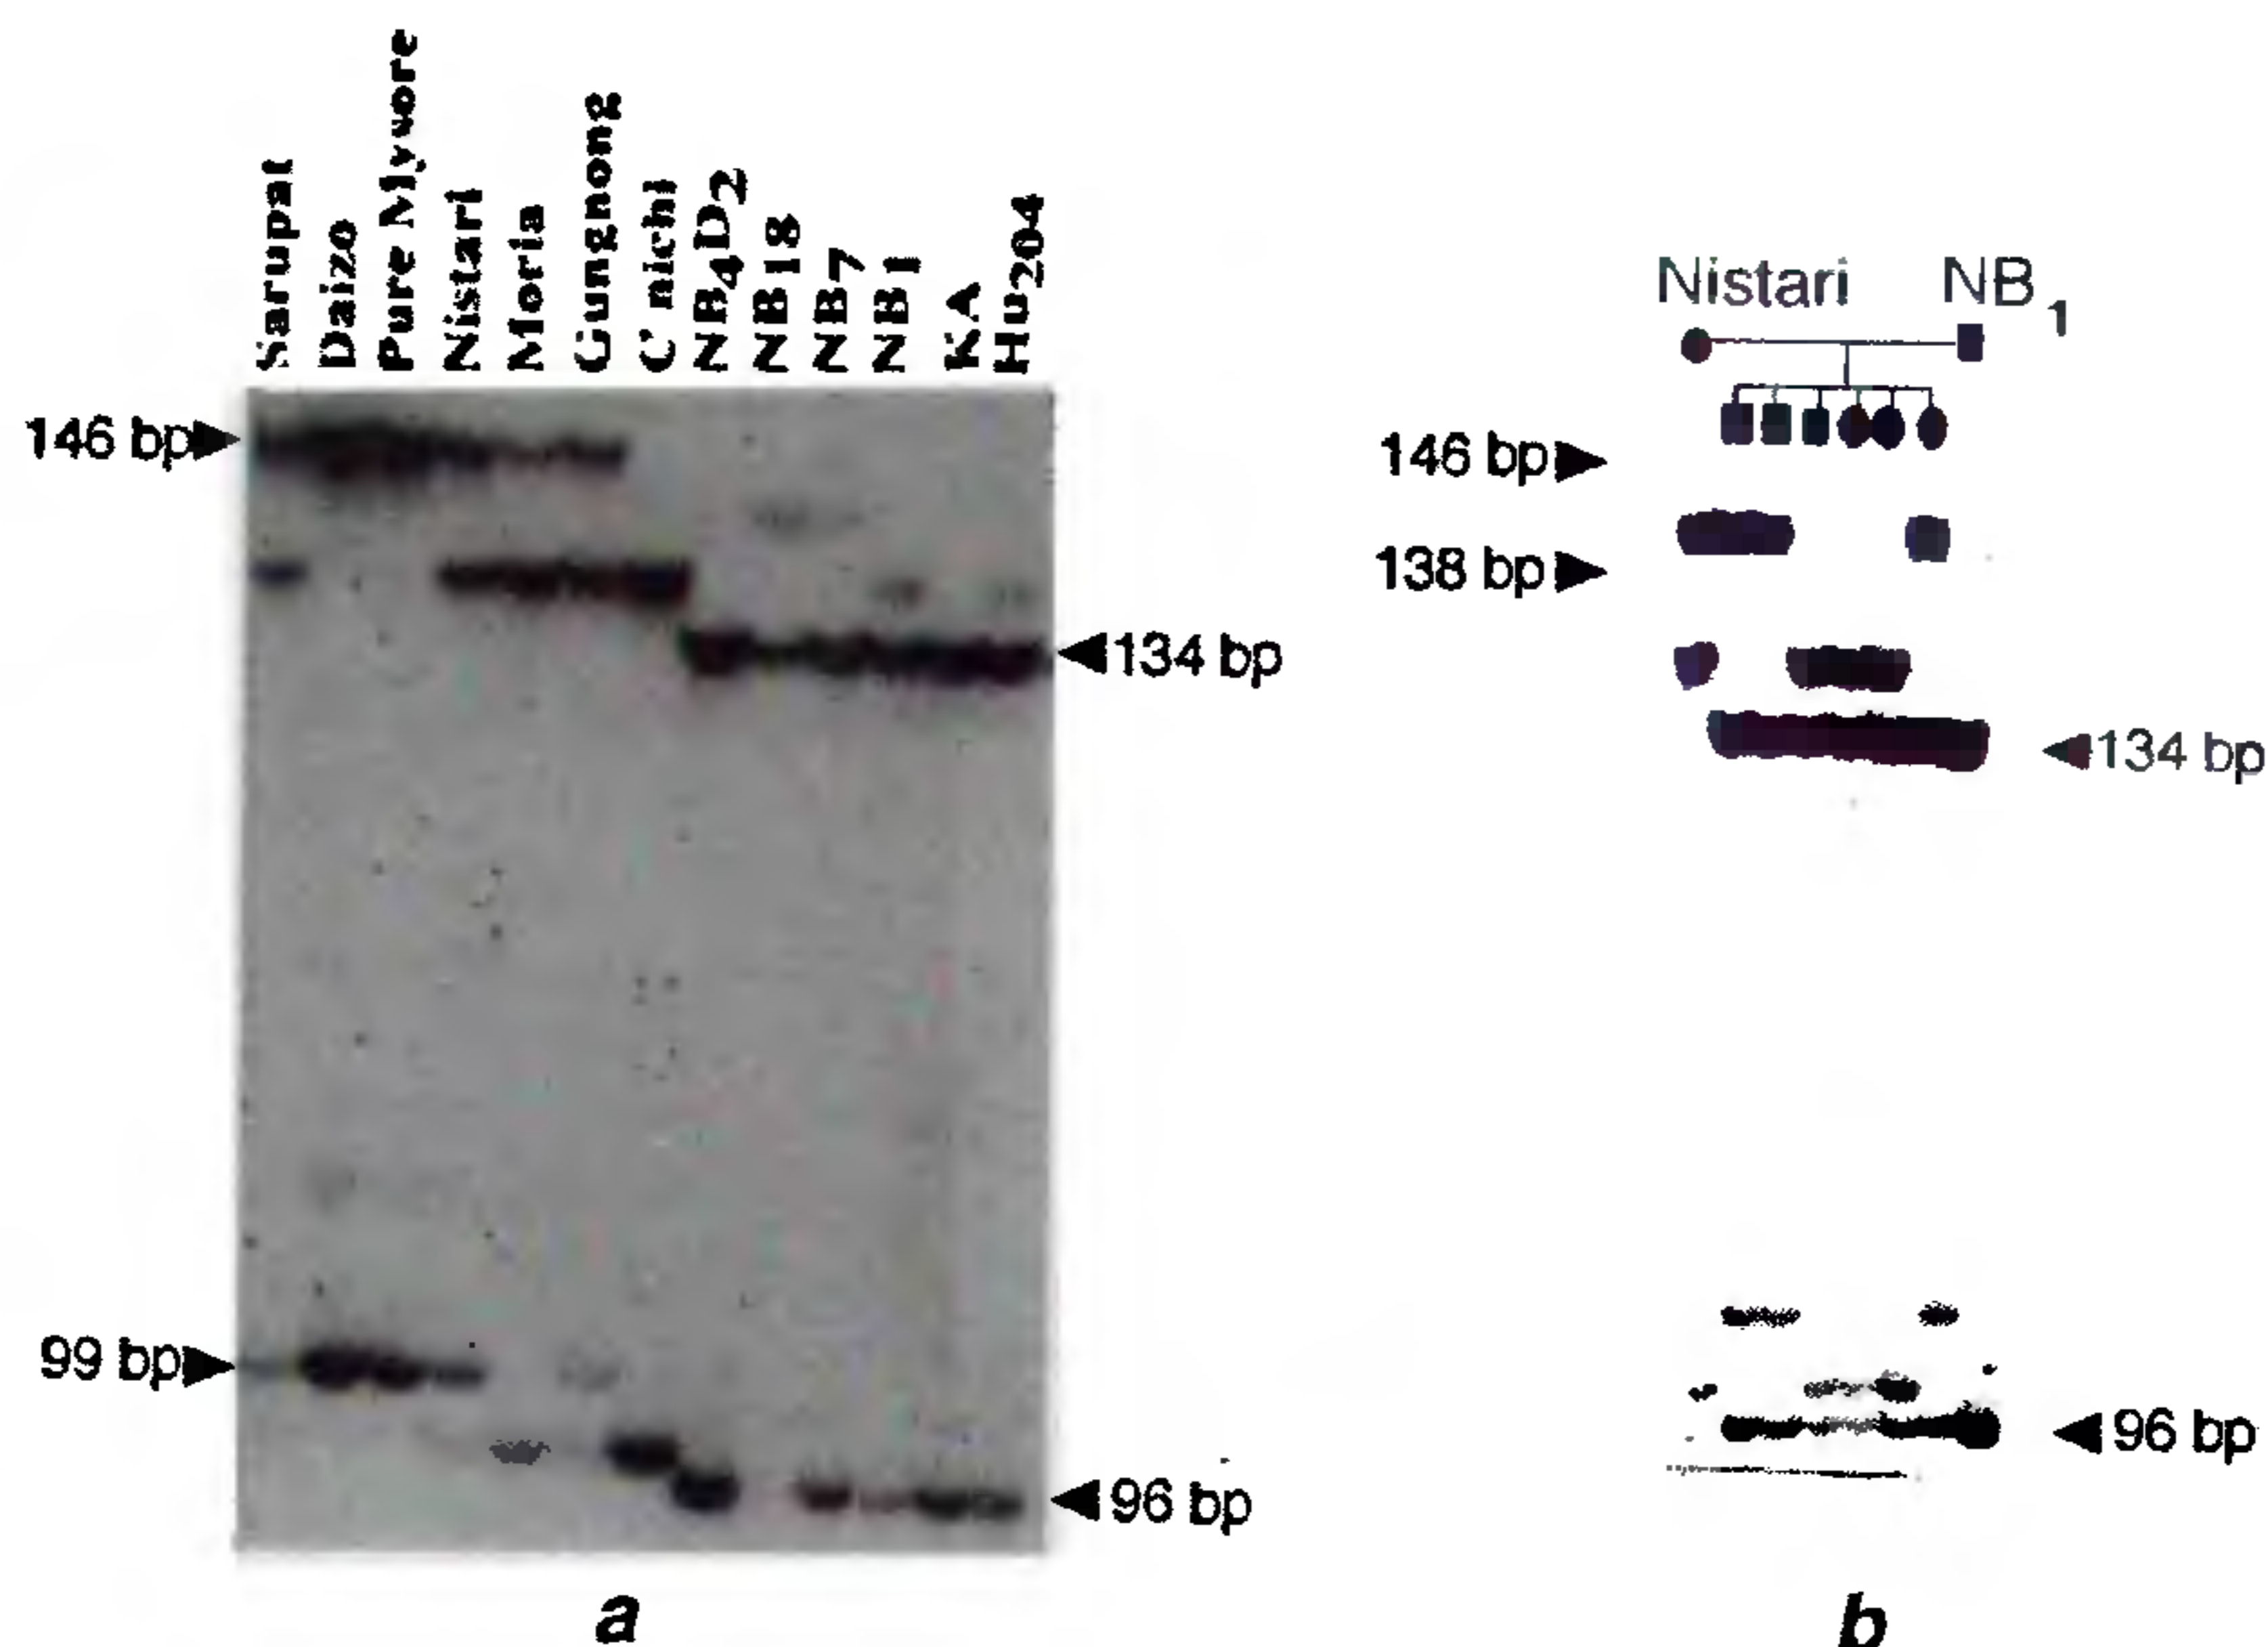 Sarupat
Daizo
Pure Mysore
Nistari
Moria
Gungnong
C'nichi
NB4D2
NB18
NB7
NB1
KA
Hu204
146 bp
134 bp
99 bp
96 bp
a
Nistari NB1
146 bp
138 bp
134 bp
96 bp
b